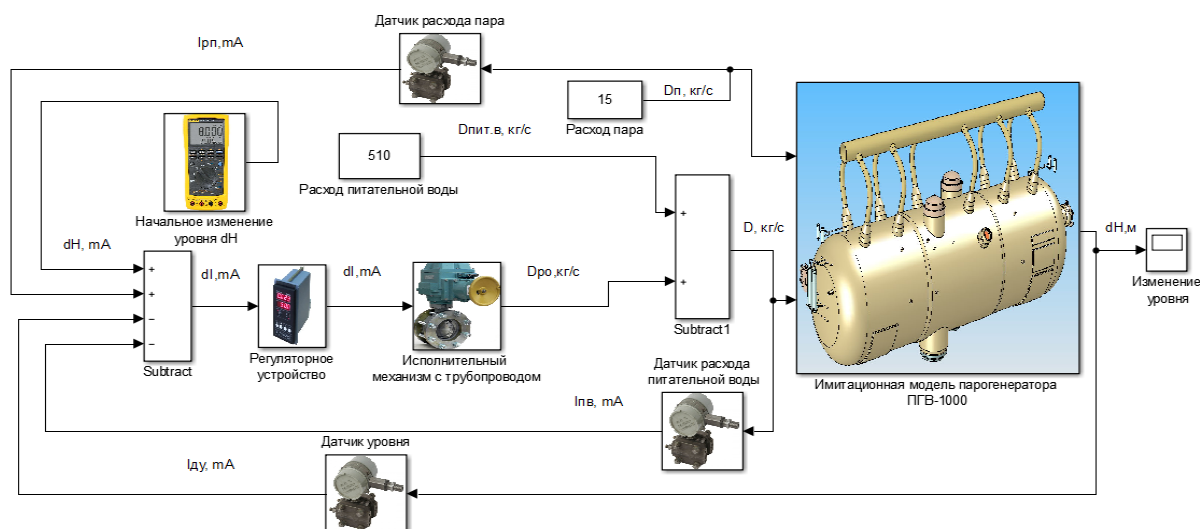 Датчик расхода пара
Iрп,mA
15
Dп, кг/с
Расход пара
Dпит.в, кг/с
510
Расход питательной воды
Начальное изменение
уровня dH
dH, mA
dI,mA
dI,mA
Dро,кг/с
D, кг/с
dH,м
Изменение
уровня
+
+
−
−
+
+
Subtract
Subtract1
Регуляторное
устройство
Исполнительный
механизм с трубопроводом
Датчик расхода
питательной воды
Имитационная модель парогенератора
ПГВ-1000
Iпв, mA
Датчик уровня
Iду, mA